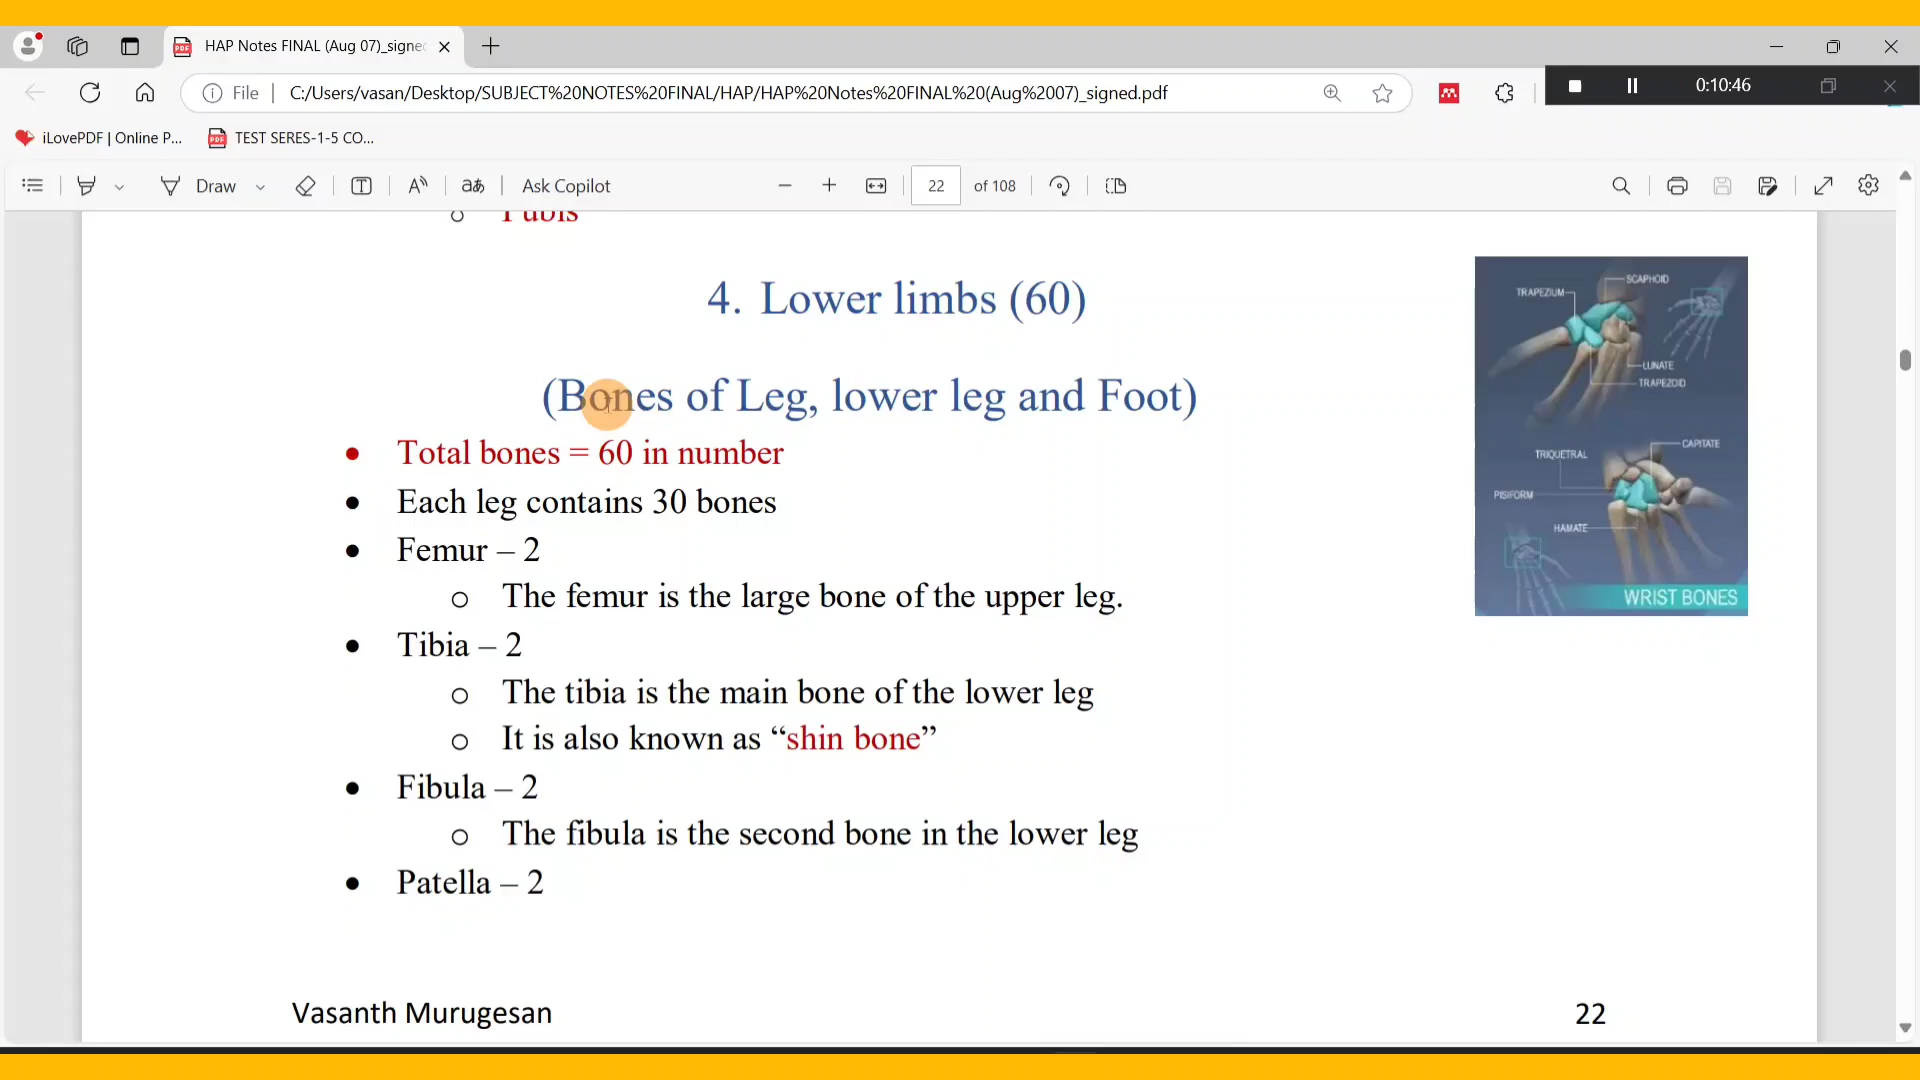 HAP Notes FINAL (Aug 07)_signe
File
C:/Users/vasan/Desktop/SUBJECT%20NOTES%20FINAL/HAP/HAP%20Notes%20FINAL%20(Aug%2007)_signed.pdf
0:10:46
iLovePDF | Online P...
TEST SERES-1-5 CO...
Draw
Ask Copilot
22 of 108
Pubis
4. Lower limbs (60)
(Bones of Leg, lower leg and Foot)
• Total bones = 60 in number
• Each leg contains 30 bones
• Femur – 2
o The femur is the large bone of the upper leg.
• Tibia – 2
o The tibia is the main bone of the lower leg
o It is also known as “shin bone”
• Fibula – 2
o The fibula is the second bone in the lower leg
• Patella – 2
SCAPHOID
TRAPEZIUM
LUNATE
TRAPEZOID
CAPITATE
TRIQUETRAL
PISIFORM
HAMATE
WRIST BONES
Vasanth Murugesan
22